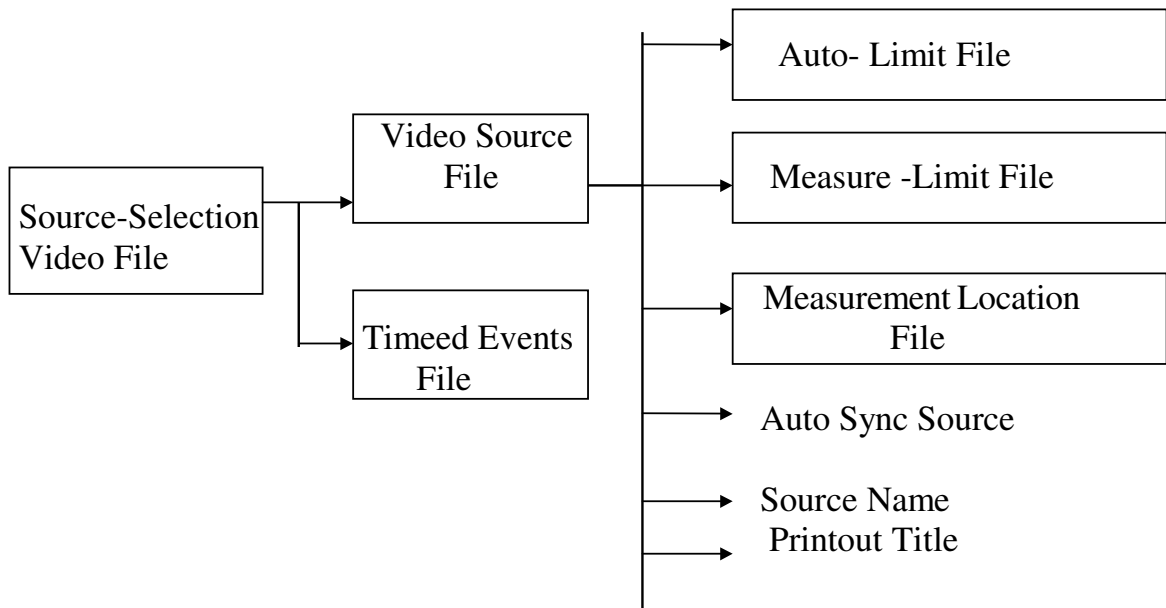 Source-Selection
Video File
Video Source
File
Timeed Events
File
Auto- Limit File
Measure -Limit File
Measurement Location
File
Auto Sync Source
Source Name
Printout Title